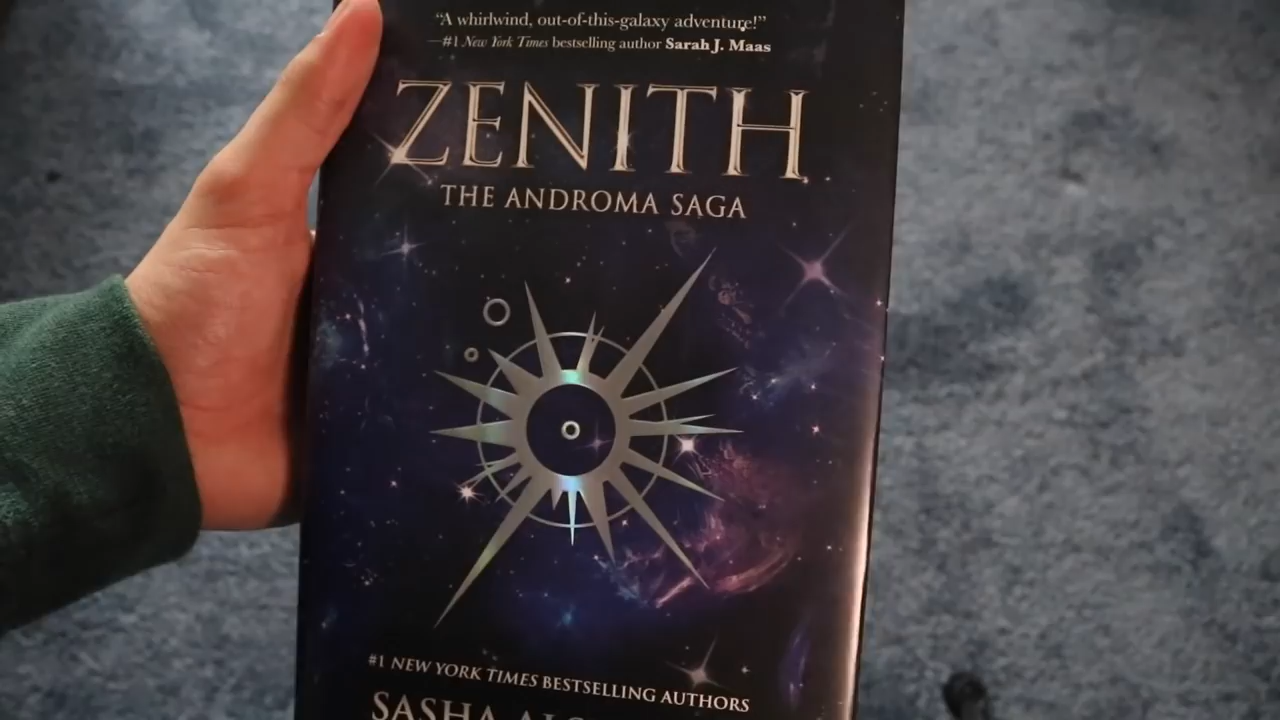 “A whirlwind, out-of-this-galaxy adventure!”
—#1 New York Times bestselling author Sarah J. Maas
ZENITH
THE ANDROMA SAGA
#1 NEW YORK TIMES BESTSELLING AUTHORS
SASHA